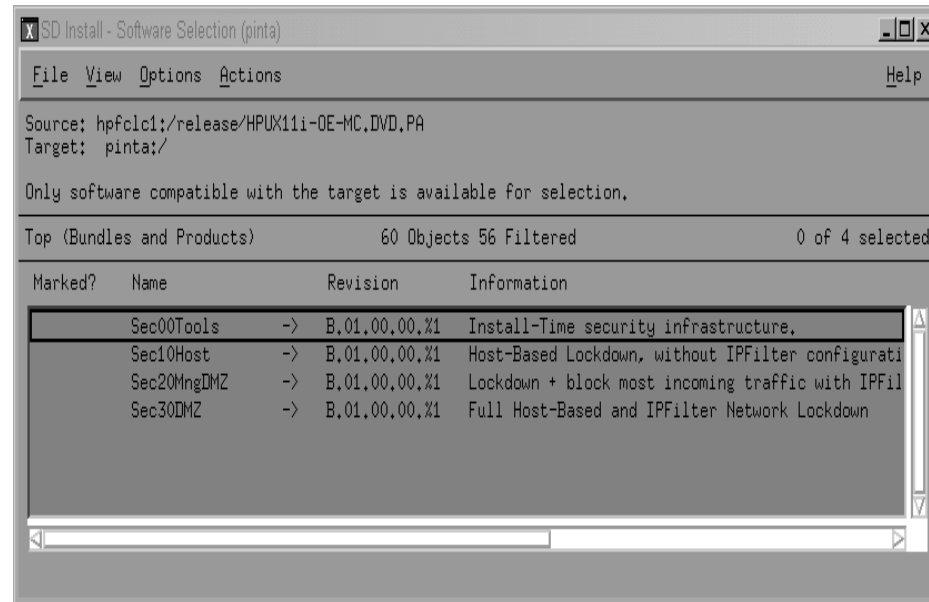 X SD Install - Software Selection (pinta)
File View Options Actions Help
Source: hpfclc1:/release/HPUX11i-OE-MC.DVD.PA
Target: pinta:/
Only software compatible with the target is available for selection.
Top (Bundles and Products) 60 Objects 56 Filtered 0 of 4 selected
Marked? Name Revision Information
Sec00Tools -> B.01.00.00.%1 Install-Time security infrastructure.
Sec10Host -> B.01.00.00.%1 Host-Based Lockdown, without IPFilter configurati
Sec20MngDMZ -> B.01.00.00.%1 Lockdown + block most incoming traffic with IPFil
Sec30DMZ -> B.01.00.00.%1 Full Host-Based and IPFilter Network Lockdown